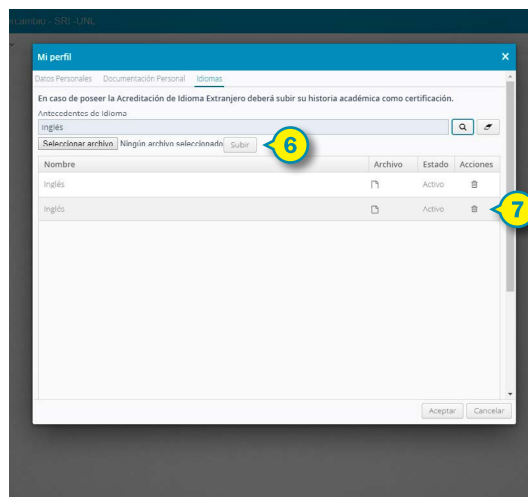 ncambio - SRI -UNL
Mi perfil ×
Datos Personales Documentación Personal Idiomas
En caso de poseer la Acreditación de Idioma Extranjero deberá subir su historia académica como certificación.
Antecedentes de Idioma
Inglés
Seleccionar archivo Ningún archivo seleccionado Subir 6
Nombre Archivo Estado Acciones
Inglés Activo
Inglés Activo 7
Aceptar Cancelar